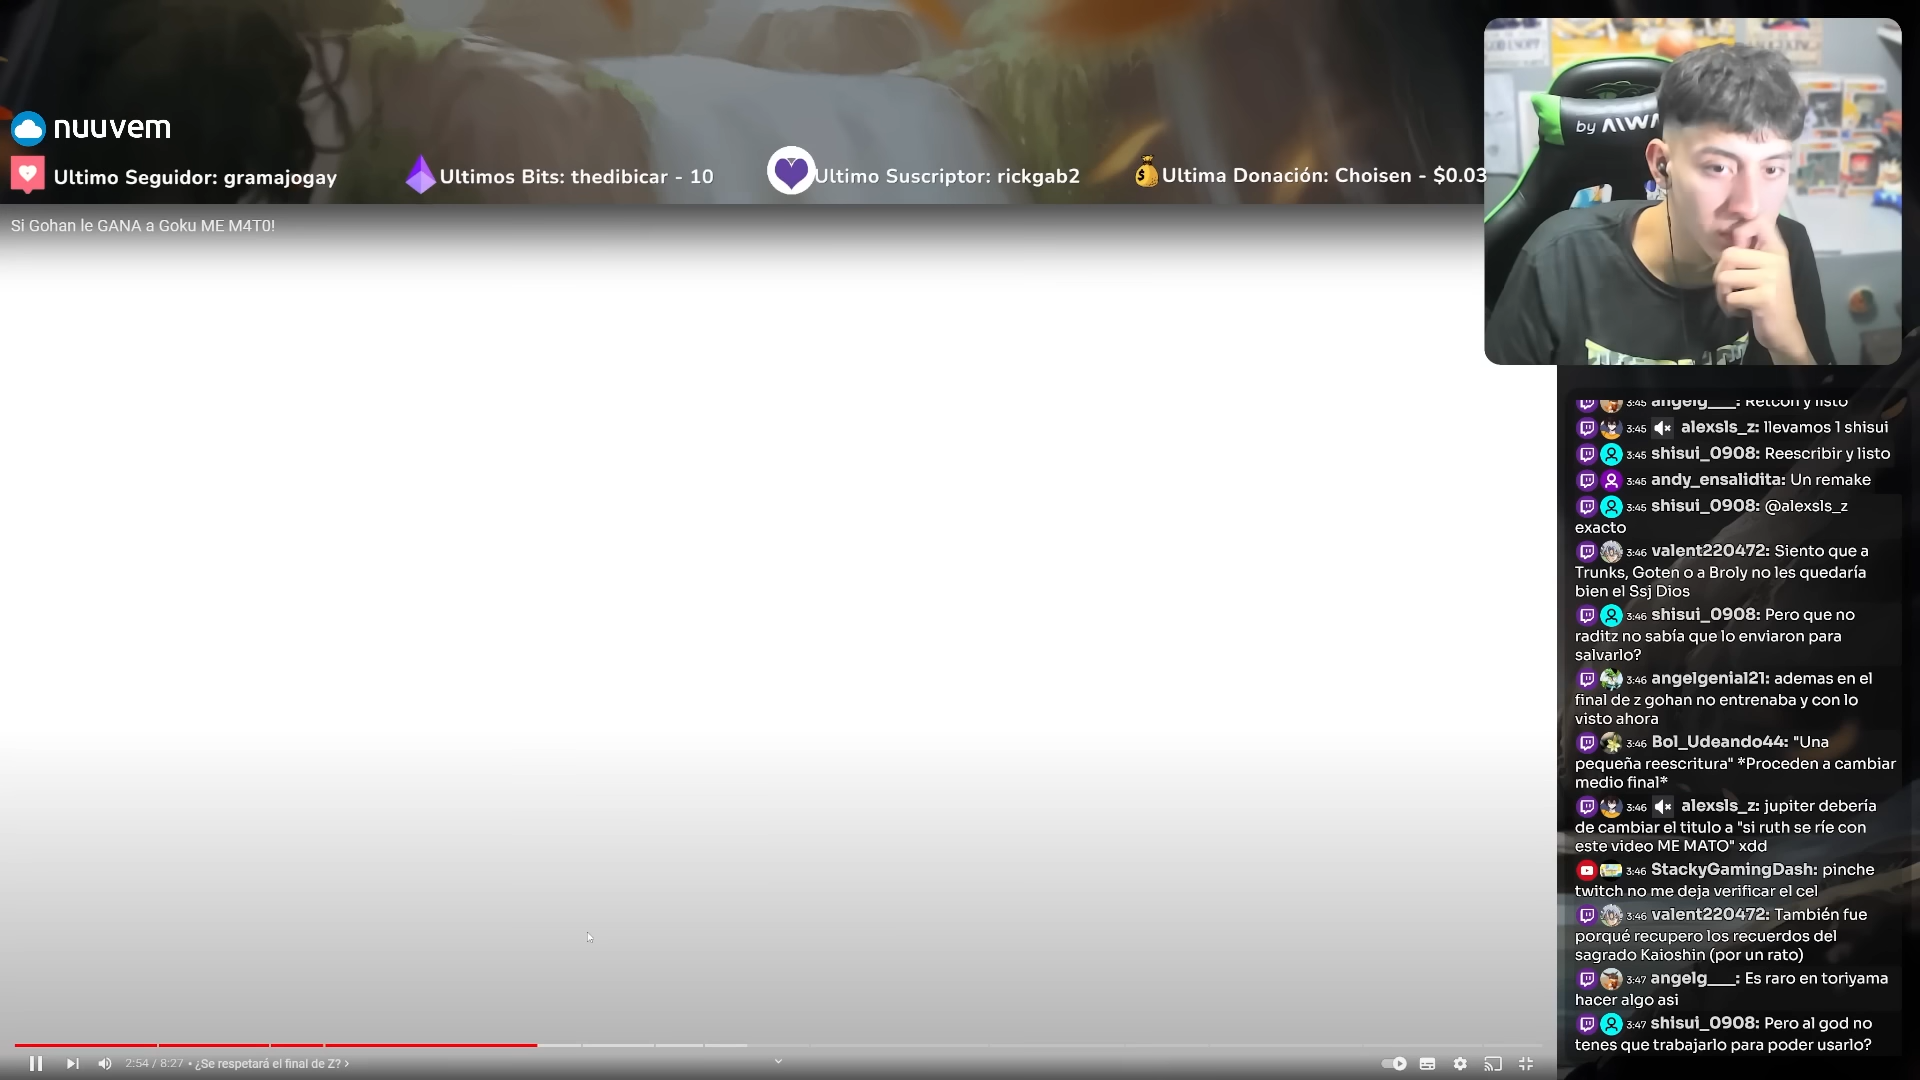 nuuvem
Ultimo Seguidor: gramajogay
Ultimos Bits: thedibicar - 10
Ultimo Suscriptor: rickgab2
Ultima Donación: Choisen - $0.03
by AIWA
Si Gohan le GANA a Goku ME M4T0!
3:45 angelg___: Retcon y listo
3:45 alexsls_z: llevamos 1 shisui
3:45 shisui_0908: Reescribir y listo
3:45 andy_ensalidita: Un remake
3:45 shisui_0908: @alexsls_z
exacto
3:46 valent220472: Siento que a
Trunks, Goten o a Broly no les quedaría
bien el Ssj Dios
3:46 shisui_0908: Pero que no
raditz no sabía que lo enviaron para
salvarlo?
3:46 angelgenial21: ademas en el
final de z gohan no entrenaba y con lo
visto ahora
3:46 Bol_Udeando44: "Una
pequeña reescritura" *Proceden a cambiar
medio final*
3:46 alexsls_z: jupiter debería
de cambiar el titulo a "si ruth se ríe con
este video ME MATO" xdd
3:46 StackyGamingDash: pinche
twitch no me deja verificar el cel
3:46 valent220472: También fue
porqué recupero los recuerdos del
sagrado Kaioshin (por un rato)
3:47 angelg___: Es raro en toriyama
hacer algo asi
3:47 shisui_0908: Pero al god no
tenes que trabajarlo para poder usarlo?
2:54 / 8:27 • ¿Se respetará el final de Z? ›